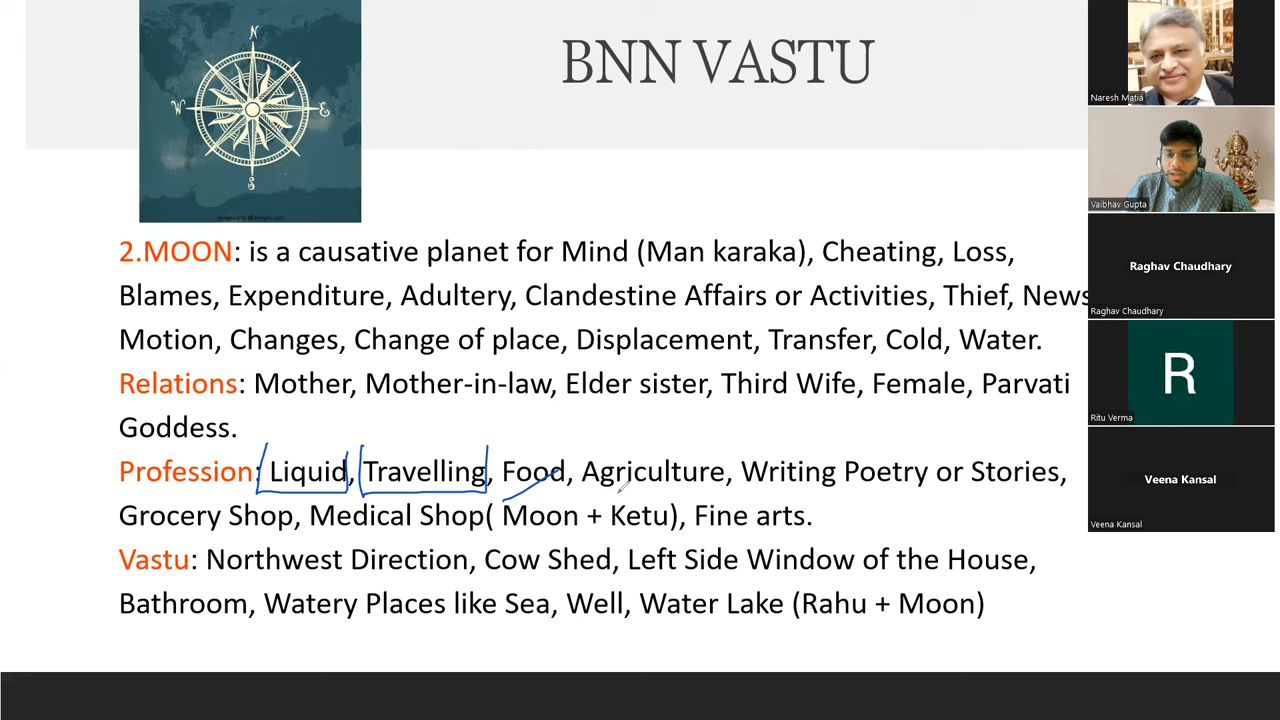 N
W
E
S
BNN VASTU
2.MOON: is a causative planet for Mind (Man karaka), Cheating, Loss,
Blames, Expenditure, Adultery, Clandestine Affairs or Activities, Thief, News
Motion, Changes, Change of place, Displacement, Transfer, Cold, Water.
Relations: Mother, Mother-in-law, Elder sister, Third Wife, Female, Parvati
Goddess.
Profession: Liquid, Travelling, Food, Agriculture, Writing Poetry or Stories,
Grocery Shop, Medical Shop( Moon + Ketu), Fine arts.
Vastu: Northwest Direction, Cow Shed, Left Side Window of the House,
Bathroom, Watery Places like Sea, Well, Water Lake (Rahu + Moon)
Naresh Matia
Vaibhav Gupta
Raghav Chaudhary
Raghav Chaudhary
R
Ritu Verma
Veena Kansal
Veena Kansal